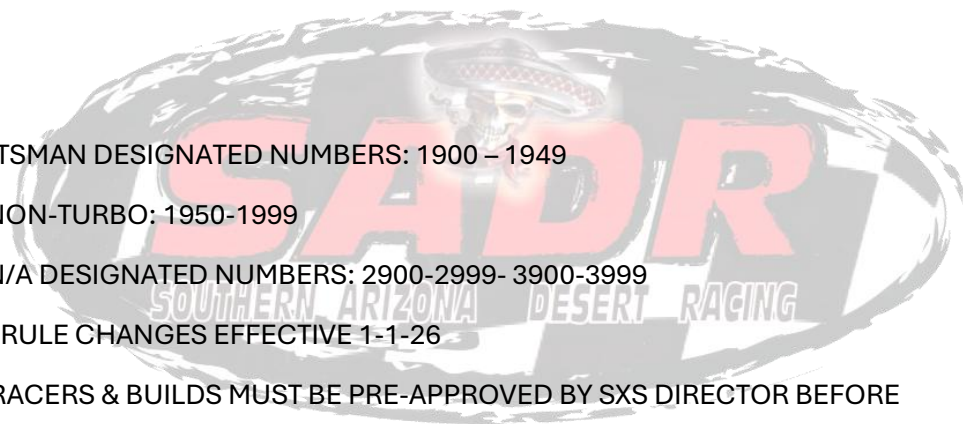 TSMAN DESIGNATED NUMBERS: 1900 – 1949
NON-TURBO: 1950-1999
N/A DESIGNATED NUMBERS: 2900-2999- 3900-3999
RULE CHANGES EFFECTIVE 1-1-26
RACERS & BUILDS MUST BE PRE-APPROVED BY SXS DIRECTOR BEFORE
SADR
SOUTHERN ARIZONA DESERT RACING